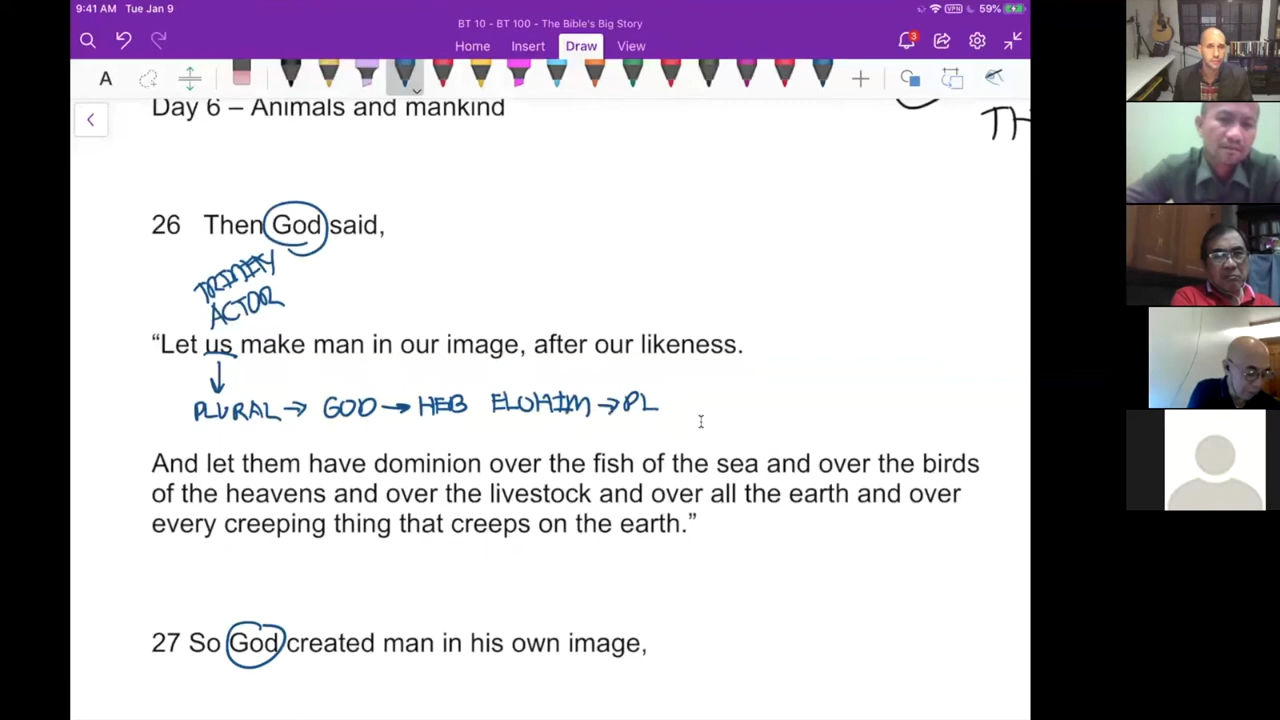 9:41 AM Tue Jan 9
VPN 59%
BT 10 - BT 100 - The Bible's Big Story
Home Insert Draw View
3
A
Day 6 – Animals and mankind
TH
26 Then God said,
TRINITY
ACTOR
“Let us make man in our image, after our likeness.
PLURAL → GOD → HEB ELOHIM → PL
And let them have dominion over the fish of the sea and over the birds
of the heavens and over the livestock and over all the earth and over
every creeping thing that creeps on the earth.”
27 So God created man in his own image,